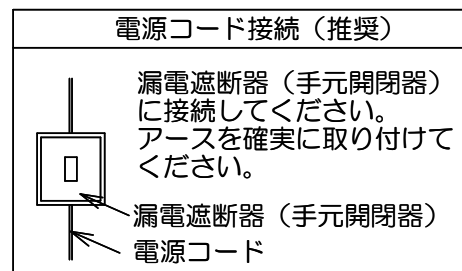 電源コード接続（推奨）
漏電遮断器（手元開閉器）
に接続してください。
アースを確実に取り付けて
ください。
漏電遮断器（手元開閉器）
電源コード